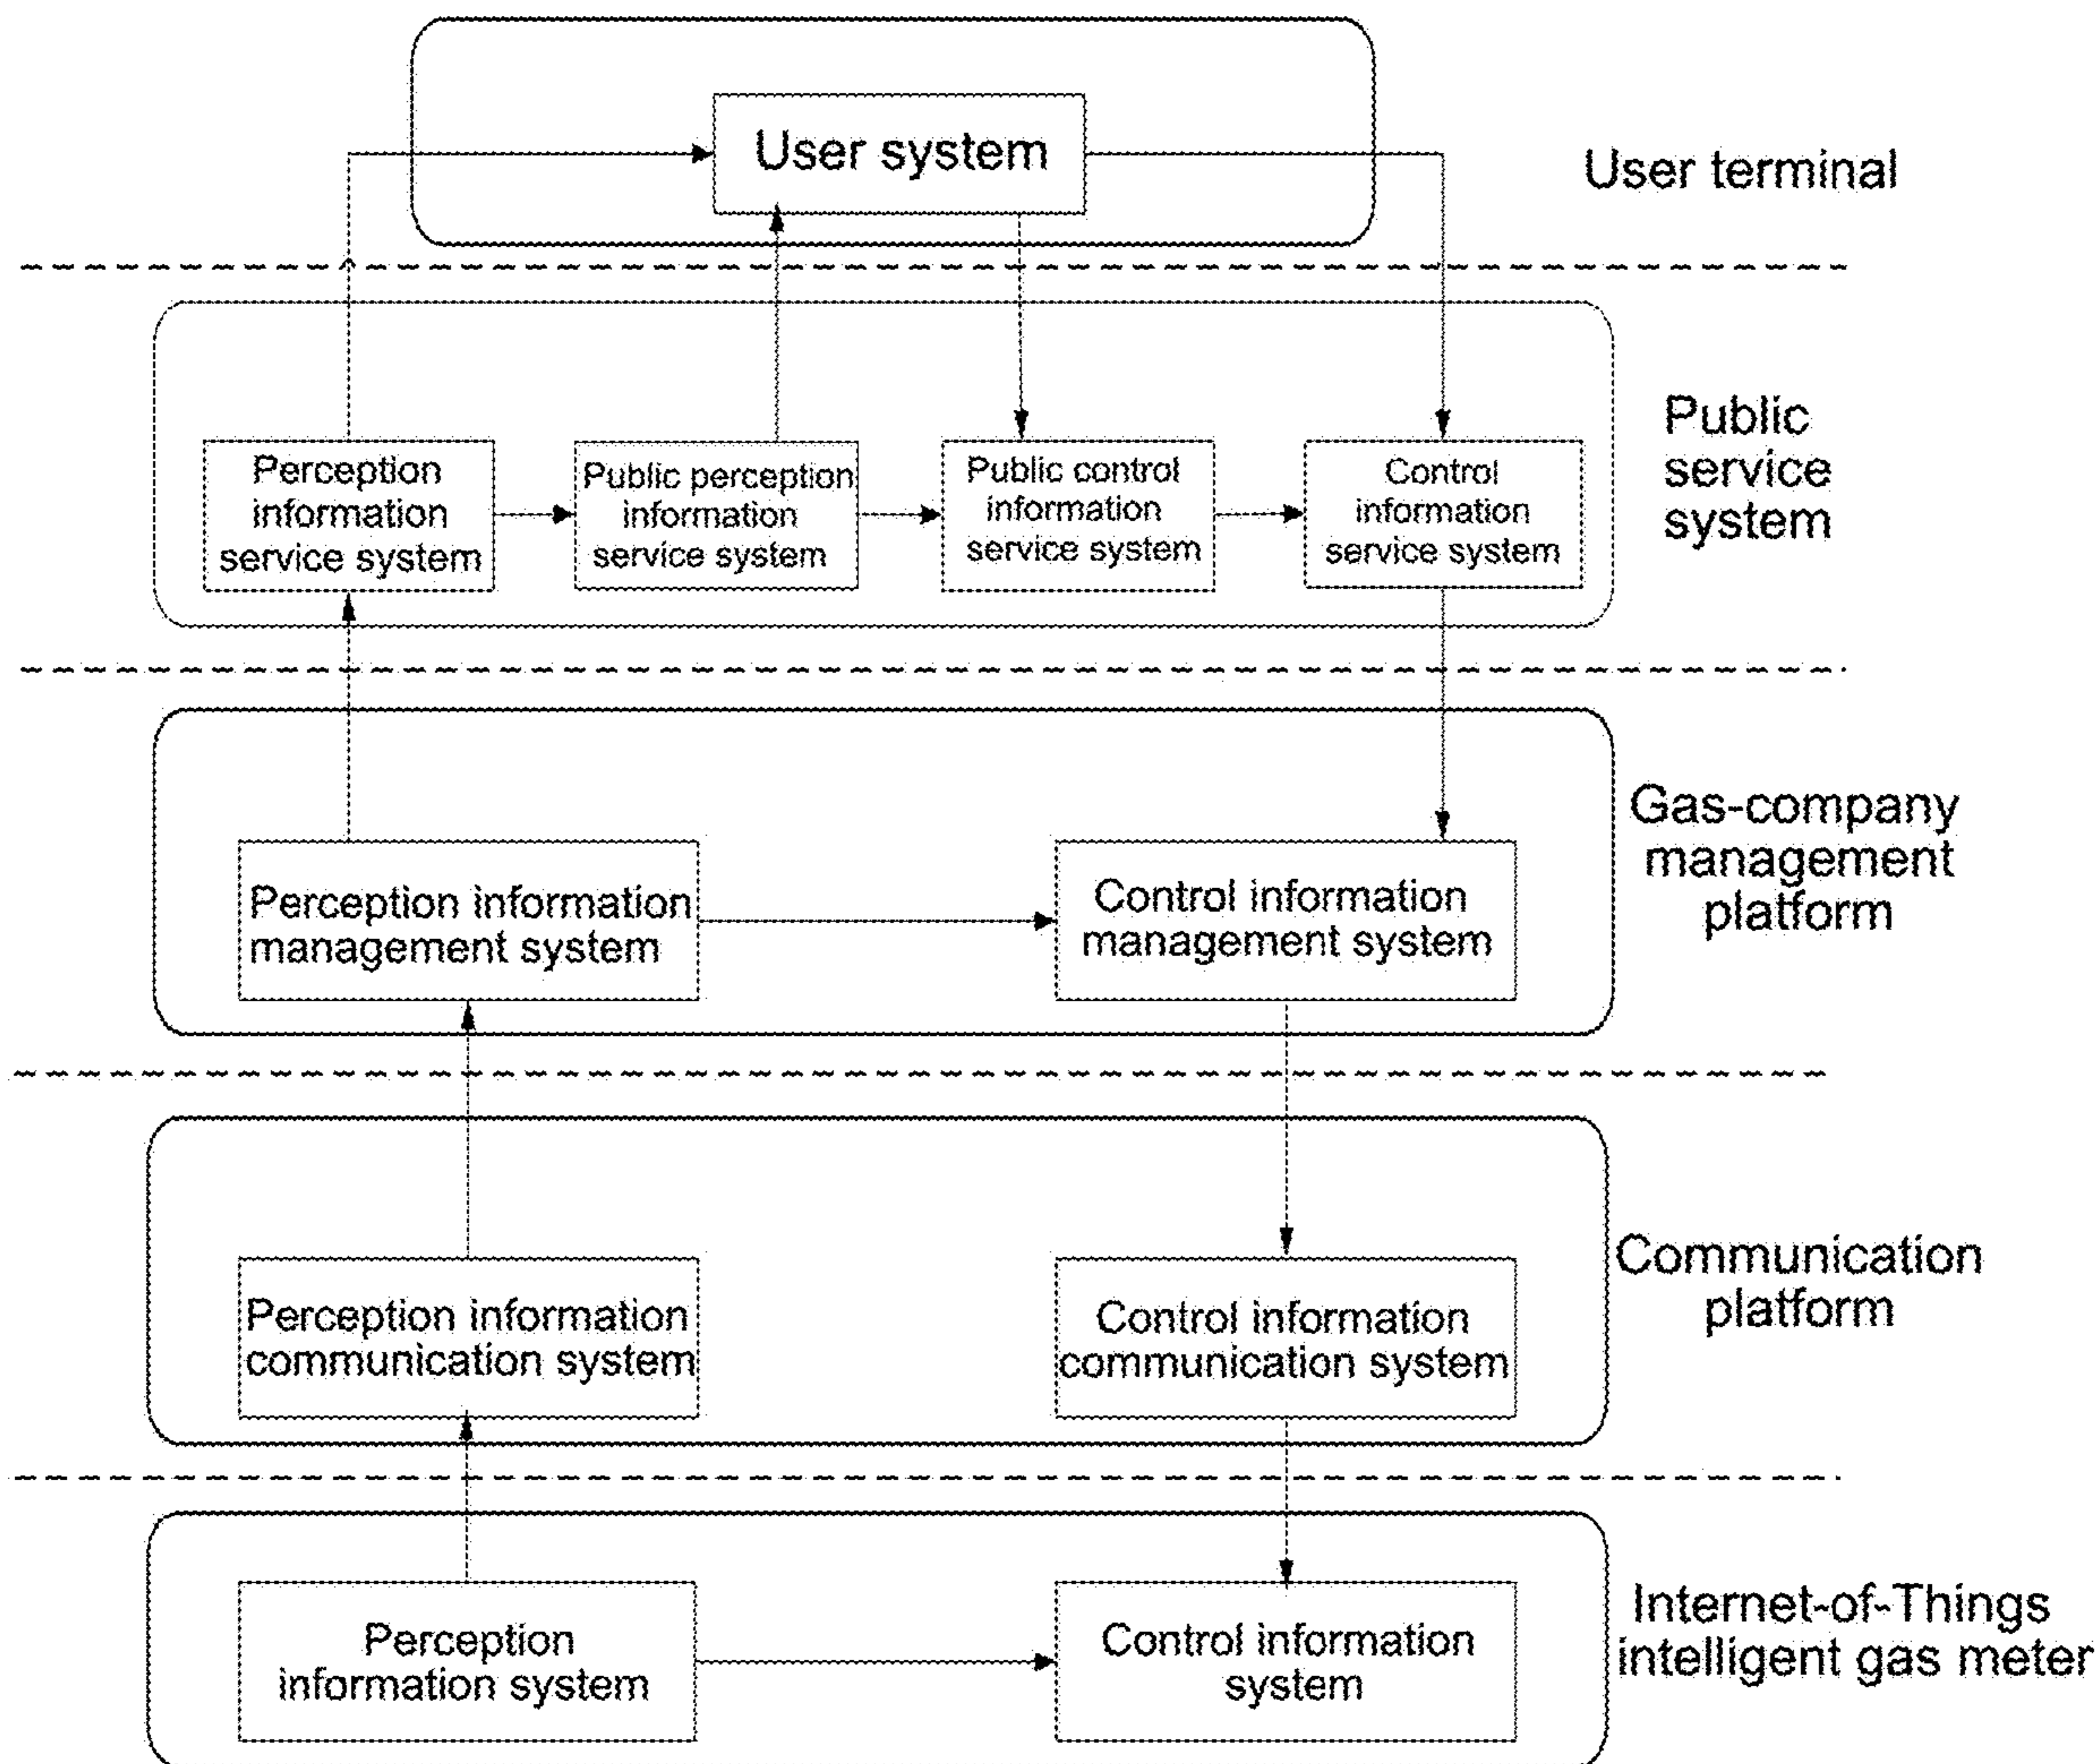 User system
User terminal
Perception
information
service system
Public perception
information
service system
Public control
information
service system
Control
information
service system
Public
service
system
Perception information
management system
Control information
management system
Gas-company
management
platform
Perception information
communication system
Control information
communication system
Communication
platform
Perception
information system
Control information
system
Internet-of-Things
intelligent gas meter